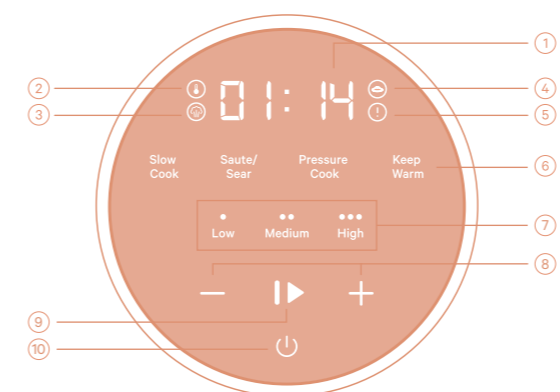 1
2
01: 14
4
3
5
Slow Cook
Saute/ Sear
Pressure Cook
Keep Warm
6
Low
Medium
High
7
8
9
10